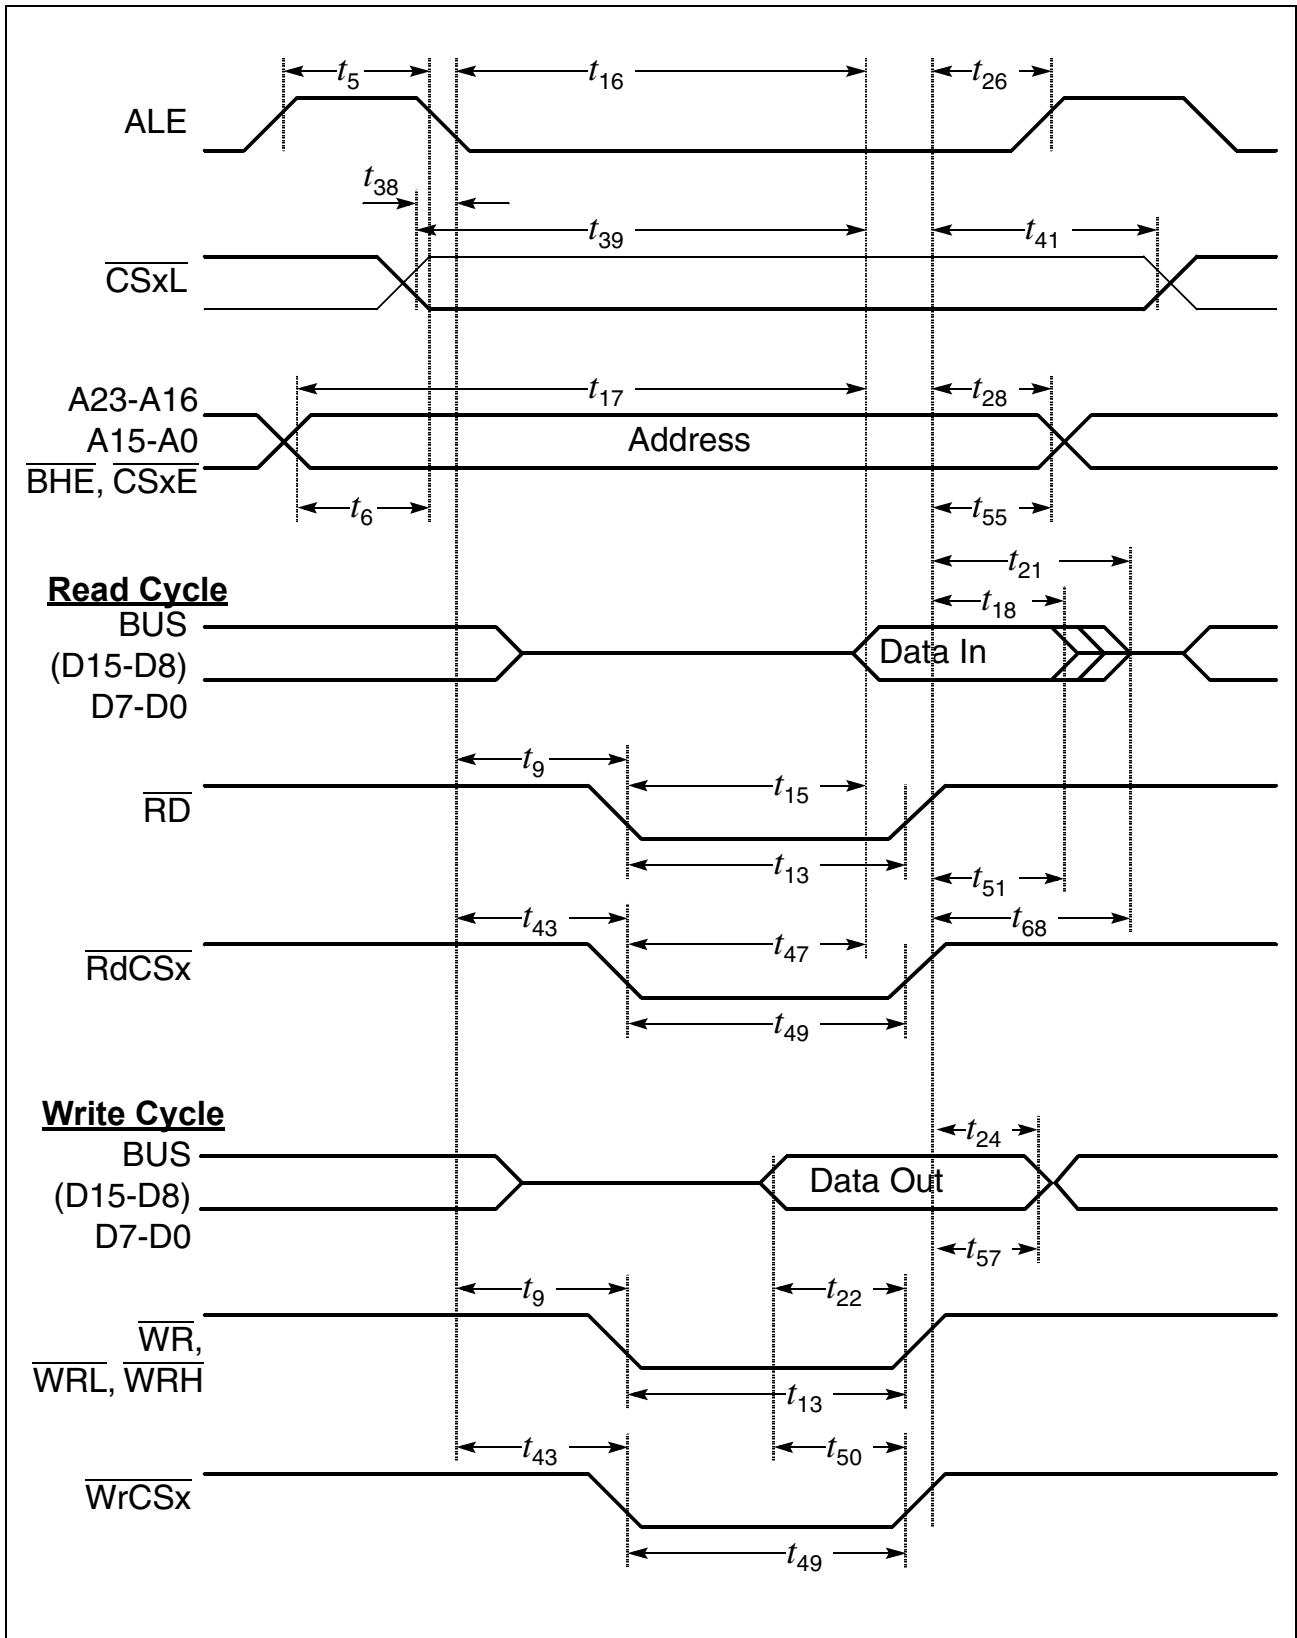 t5
t16
t26
ALE
t38
t39
t41
CSxL
t17
t28
A23-A16
A15-A0
Address
BHE, CSxE
t6
t55
t21
Read Cycle
t18
BUS
(D15-D8)
Data In
D7-D0
t9
t15
RD
t13
t51
t43
t68
t47
RdCSx
t49
Write Cycle
t24
BUS
(D15-D8)
Data Out
D7-D0
t57
t9
t22
WR,
WRL, WRH
t13
t43
t50
WrCSx
t49